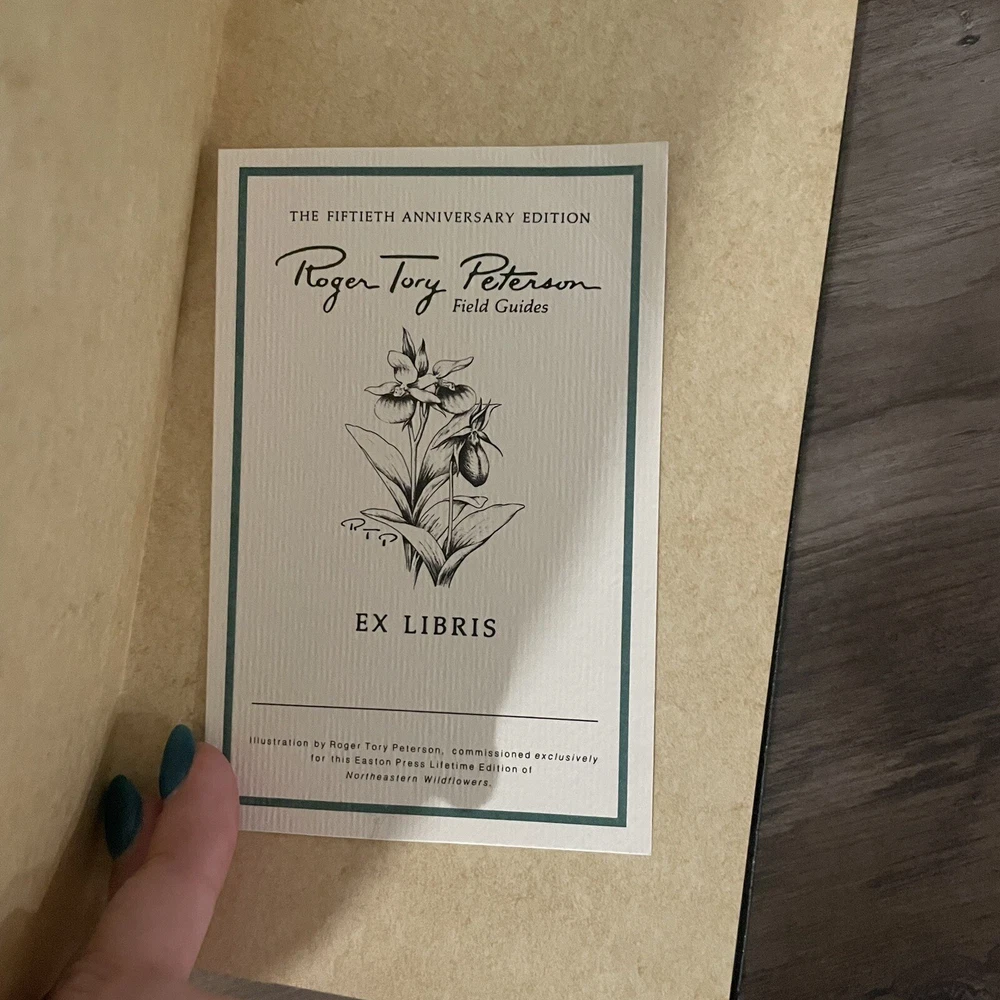 THE FIFTIETH ANNIVERSARY EDITION
Roger Tory Peterson
Field Guides
RTP
EX LIBRIS
Illustration by Roger Tory Peterson, commissioned exclusively
for this Easton Press Lifetime Edition of
Northeastern Wildflowers.